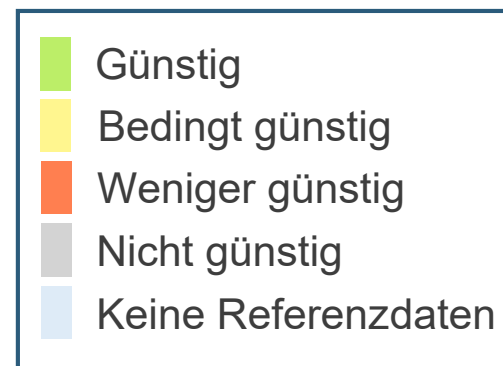 Günstig
Bedingt günstig
Weniger günstig
Nicht günstig
Keine Referenzdaten